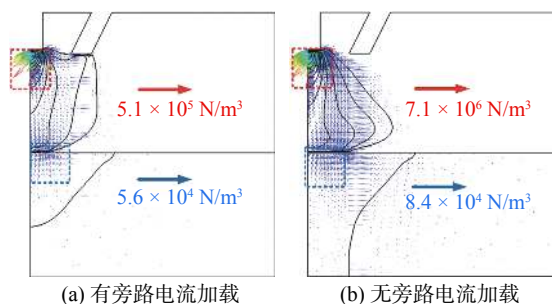 5.1 × 10⁵ N/m³
5.6 × 10⁴ N/m³
(a) 有旁路电流加载
7.1 × 10⁶ N/m³
8.4 × 10⁴ N/m³
(b) 无旁路电流加载